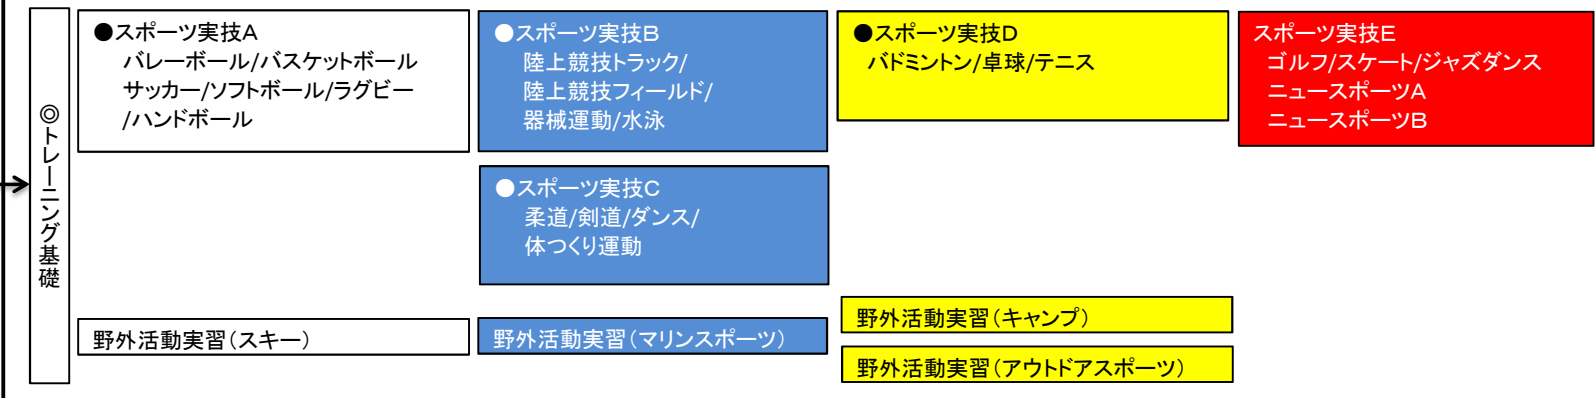 ◎トレーニング基礎
●スポーツ実技A
バレーボール/バスケットボール
サッカー/ソフトボール/ラグビー
/ハンドボール
●スポーツ実技B
陸上競技トラック/
陸上競技フィールド/
器械運動/水泳
●スポーツ実技D
バドミントン/卓球/テニス
スポーツ実技E
ゴルフ/スケート/ジャズダンス
ニュースポーツA
ニュースポーツB
●スポーツ実技C
柔道/剣道/ダンス/
体つくり運動
野外活動実習(スキー)
野外活動実習(マリンスポーツ)
野外活動実習(キャンプ)
野外活動実習(アウトドアスポーツ)